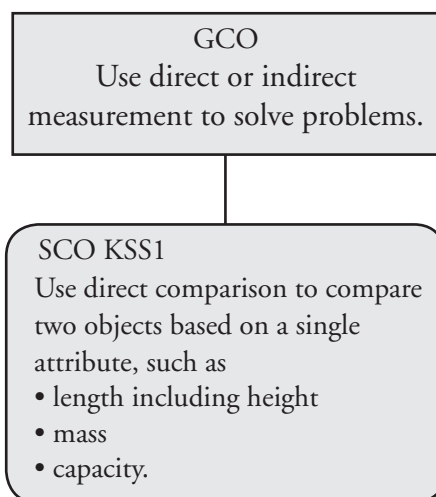 GCO
Use direct or indirect
measurement to solve problems.
SCO KSS1
Use direct comparison to compare
two objects based on a single
attribute, such as
• length including height
• mass
• capacity.